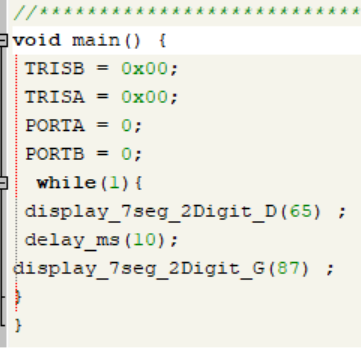 //*****************************
void main() {
TRISB = 0x00;
TRISA = 0x00;
PORTA = 0;
PORTB = 0;
while(1){
display_7seg_2Digit_D(65) ;
delay_ms(10);
display_7seg_2Digit_G(87) ;
}
}